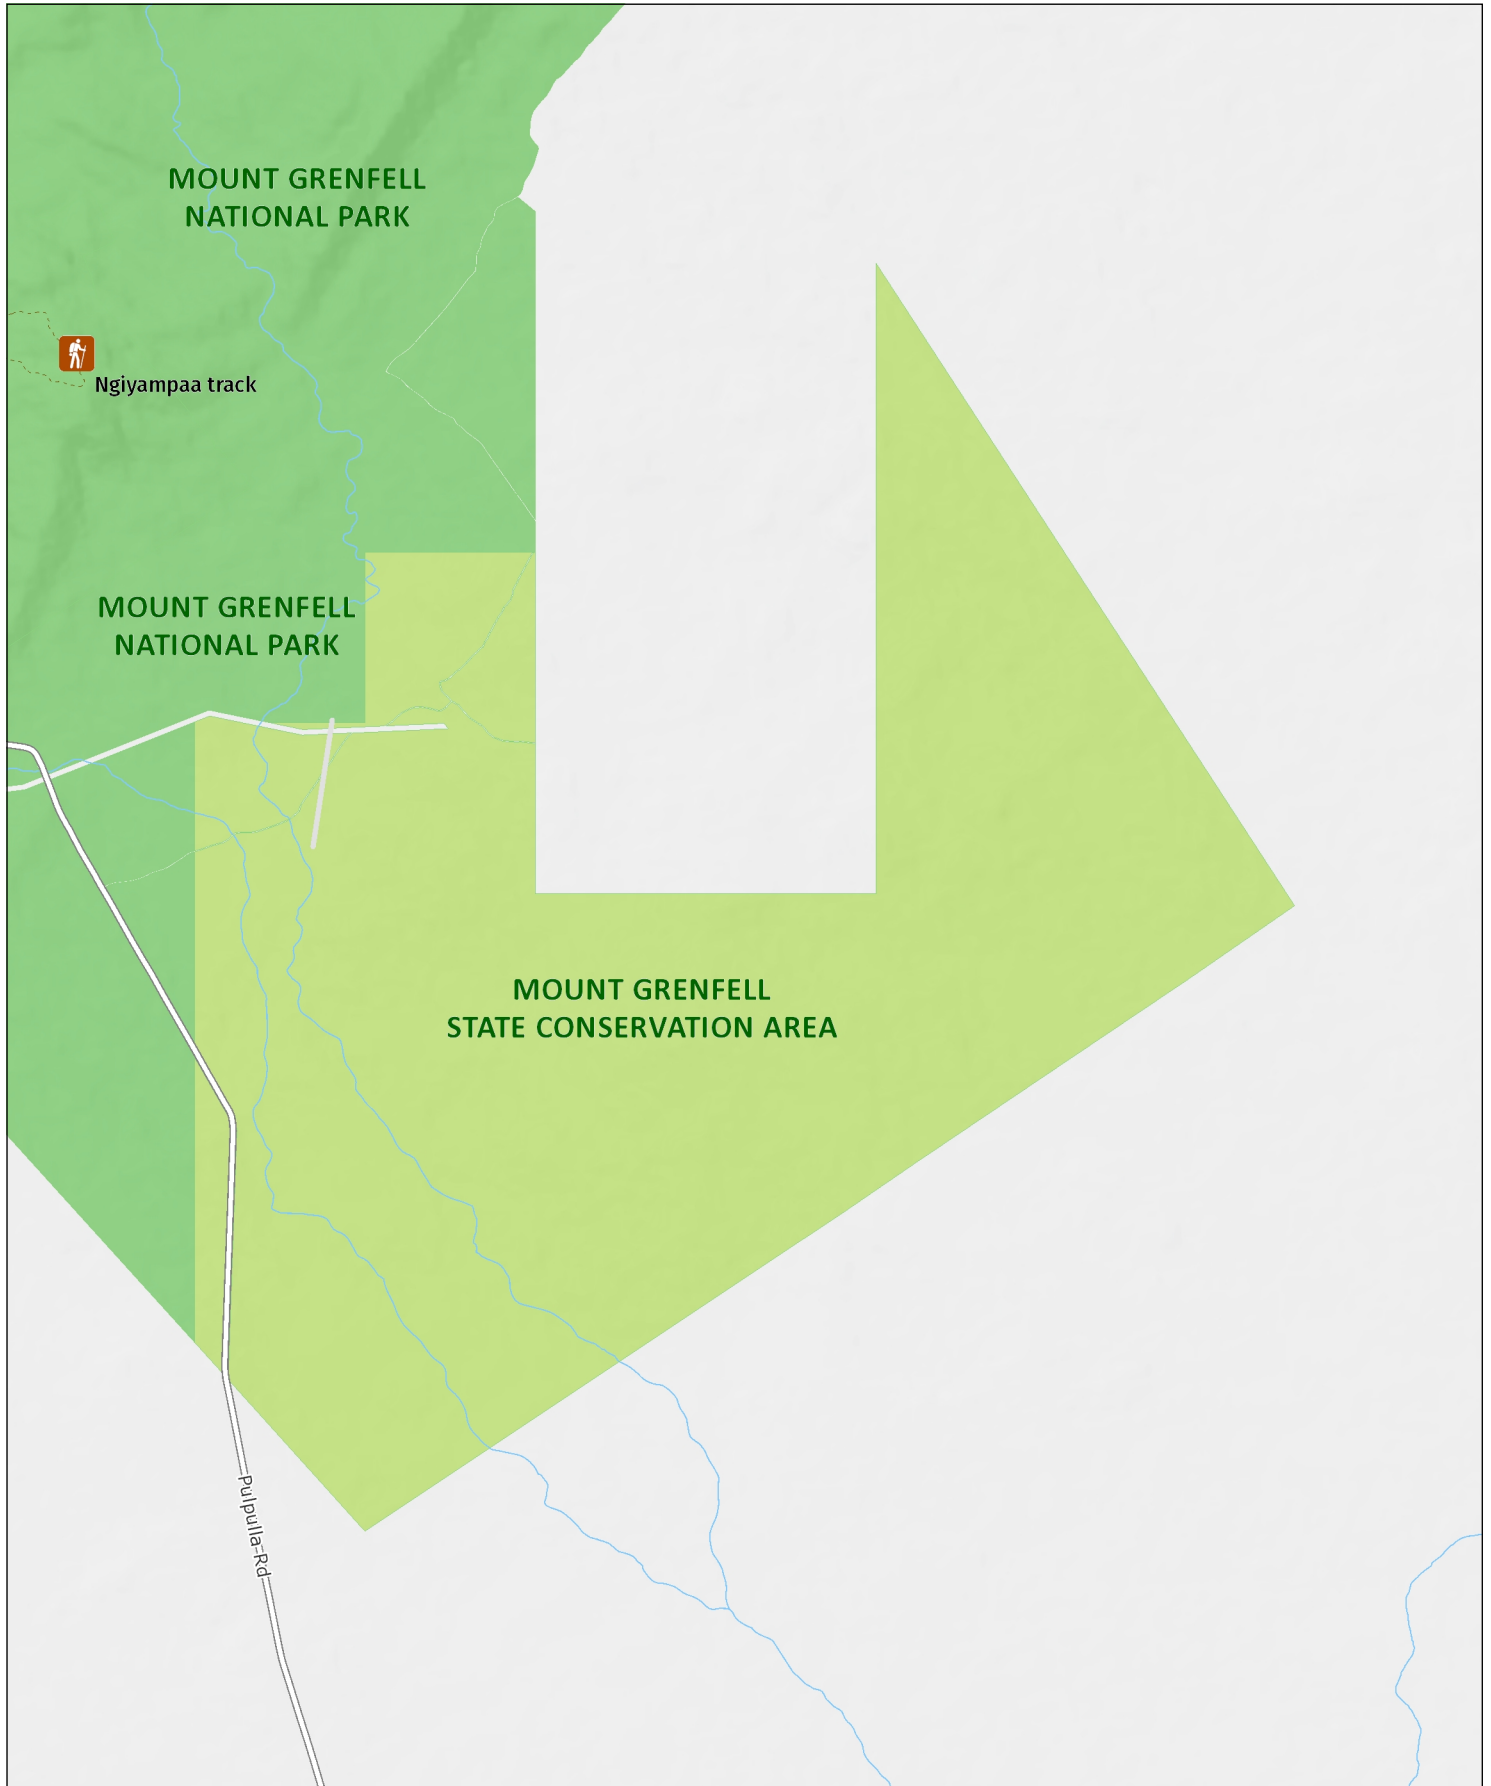 MOUNT GRENFELL
NATIONAL PARK
Ngiyampaa track
MOUNT GRENFELL
NATIONAL PARK
MOUNT GRENFELL
STATE CONSERVATION AREA
Pulpulla-Rd